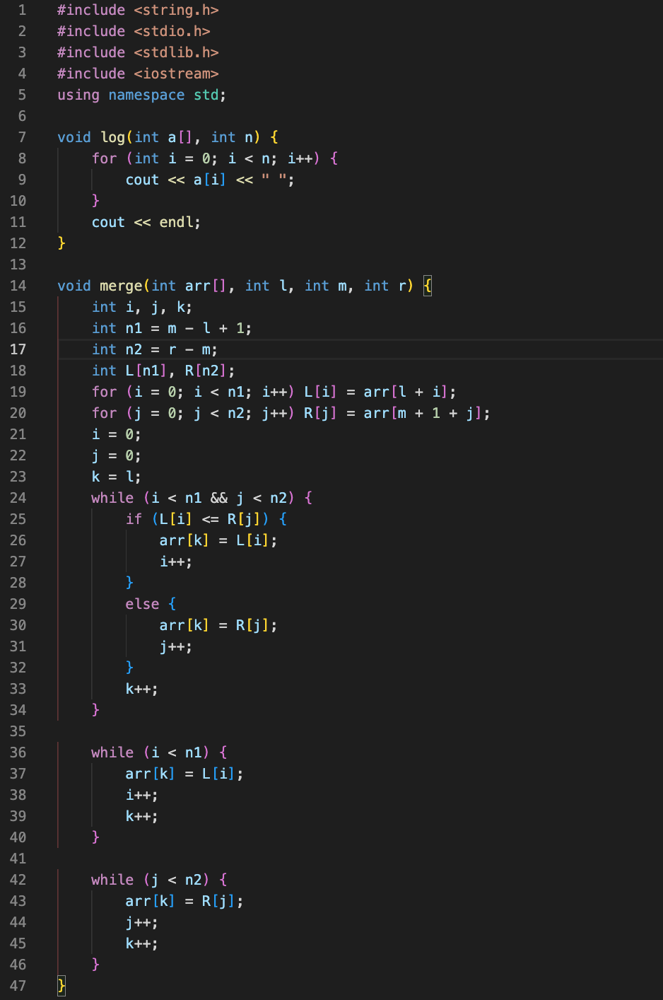 1 #include <string.h>
2 #include <stdio.h>
3 #include <stdlib.h>
4 #include <iostream>
5 using namespace std;
6
7 void log(int a[], int n) {
8     for (int i = 0; i < n; i++) {
9         cout << a[i] << " ";
10     }
11     cout << endl;
12 }
13
14 void merge(int arr[], int l, int m, int r) {
15     int i, j, k;
16     int n1 = m - l + 1;
17     int n2 = r - m;
18     int L[n1], R[n2];
19     for (i = 0; i < n1; i++) L[i] = arr[l + i];
20     for (j = 0; j < n2; j++) R[j] = arr[m + 1 + j];
21     i = 0;
22     j = 0;
23     k = l;
24     while (i < n1 && j < n2) {
25         if (L[i] <= R[j]) {
26             arr[k] = L[i];
27             i++;
28         }
29         else {
30             arr[k] = R[j];
31             j++;
32         }
33         k++;
34     }
35
36     while (i < n1) {
37         arr[k] = L[i];
38         i++;
39         k++;
40     }
41
42     while (j < n2) {
43         arr[k] = R[j];
44         j++;
45         k++;
46     }
47 }